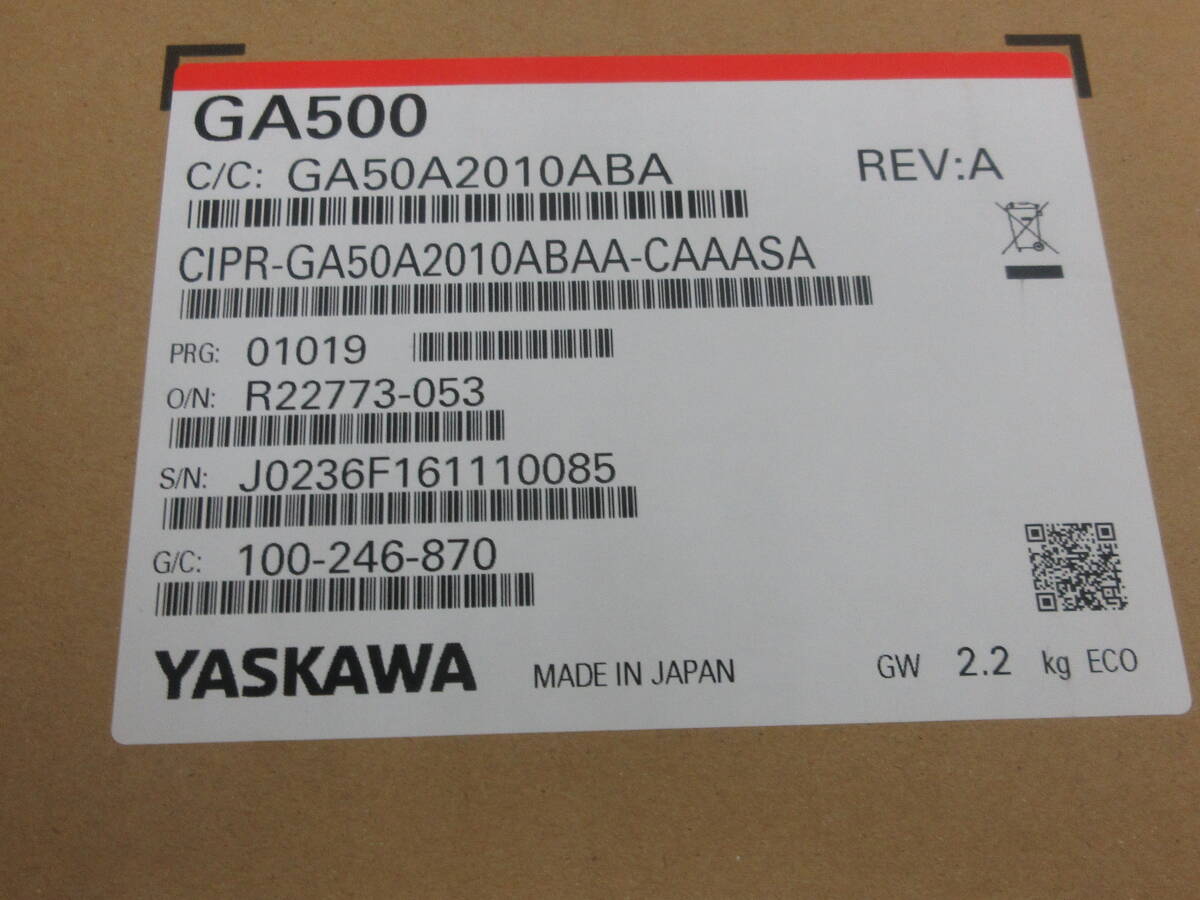 GA500
C/C: GA50A2010ABA
REV:A
CIPR-GA50A2010ABAA-CAAASA
PRG: 01019
O/N: R22773-053
S/N: J0236F161110085
G/C: 100-246-870
YASKAWA MADE IN JAPAN GW 2.2 kg ECO